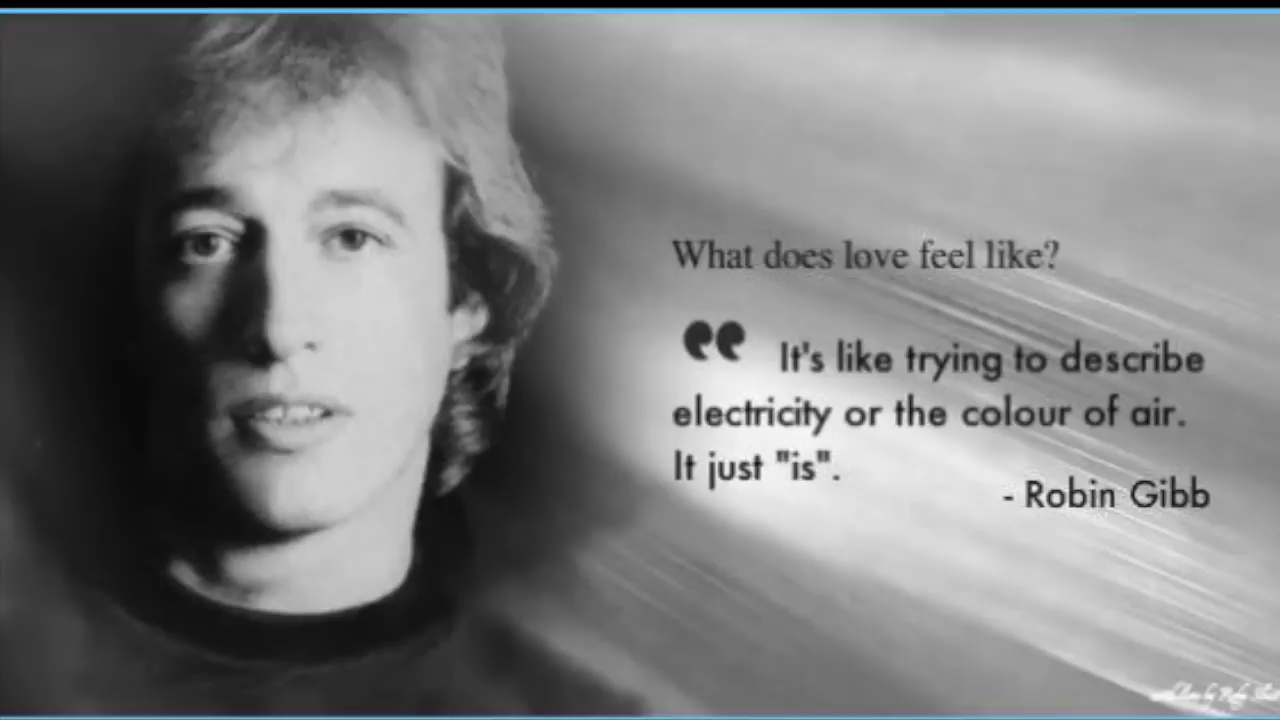 What does love feel like?
“ It's like trying to describe
electricity or the colour of air.
It just "is".
- Robin Gibb